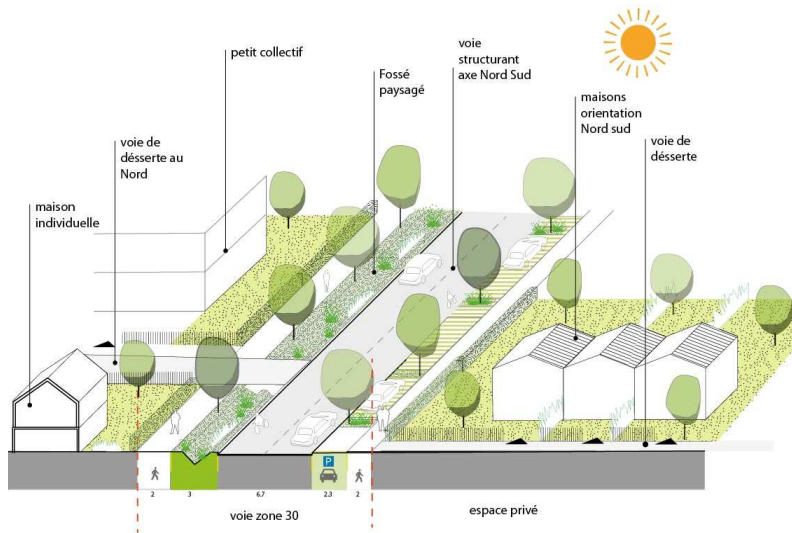 petit collectif
voie
structurant
axe Nord Sud
Fossé
paysagé
maisons
orientation
Nord sud
voie de
désserte au
Nord
voie de
désserte
maison
individuelle
P
2
3
6.7
2.3
2
voie zone 30
espace privé